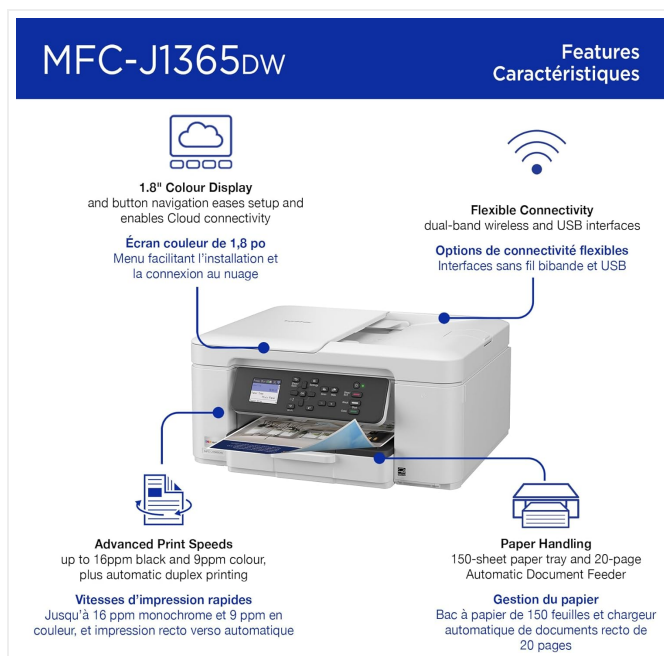 MFC-J1365DW
Features
Caractéristiques
1.8" Colour Display
and button navigation eases setup and
enables Cloud connectivity
Écran couleur de 1,8 po
Menu facilitant l'installation et
la connexion au nuage
Flexible Connectivity
dual-band wireless and USB interfaces
Options de connectivité flexibles
Interfaces sans fil bibande et USB
Advanced Print Speeds
up to 16ppm black and 9ppm colour,
plus automatic duplex printing
Vitesses d'impression rapides
Jusqu'à 16 ppm monochrome et 9 ppm en
couleur, et impression recto verso automatique
Paper Handling
150-sheet paper tray and 20-page
Automatic Document Feeder
Gestion du papier
Bac à papier de 150 feuilles et chargeur
automatique de documents recto de
20 pages